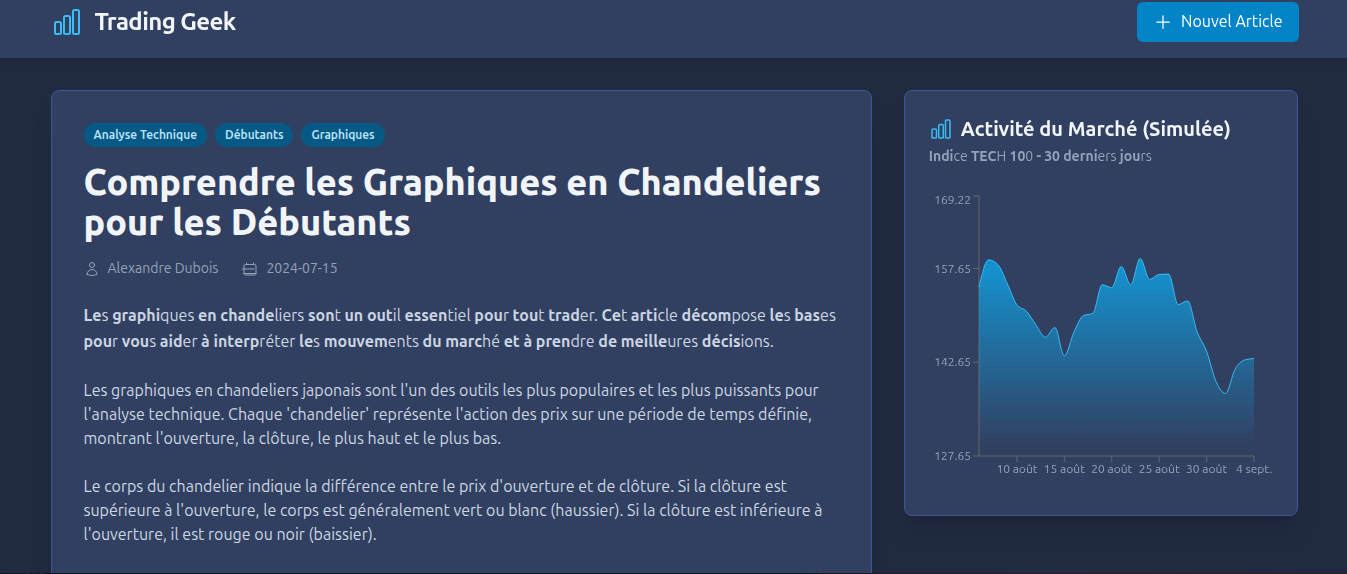 Trading Geek
Nouvel Article
Analyse Technique
Débutants
Graphiques
Comprendre les Graphiques en Chandeliers
pour les Débutants
Alexandre Dubois
2024-07-15
Les graphiques en chandeliers sont un outil essentiel pour tout trader. Cet article décompose les bases
pour vous aider à interpréter les mouvements du marché et à prendre de meilleures décisions.
Les graphiques en chandeliers japonais sont l'un des outils les plus populaires et les plus puissants pour
l'analyse technique. Chaque 'chandelier' représente l'action des prix sur une période de temps définie,
montrant l'ouverture, la clôture, le plus haut et le plus bas.
Le corps du chandelier indique la différence entre le prix d'ouverture et de clôture. Si la clôture est
supérieure à l'ouverture, le corps est généralement vert ou blanc (haussier). Si la clôture est inférieure à
l'ouverture, il est rouge ou noir (baissier).
Activité du Marché (Simulée)
Indice TECH 100 - 30 derniers jours
169.22
157.65
142.65
127.65
10 août
15 août
20 août
25 août
30 août
4 sept.